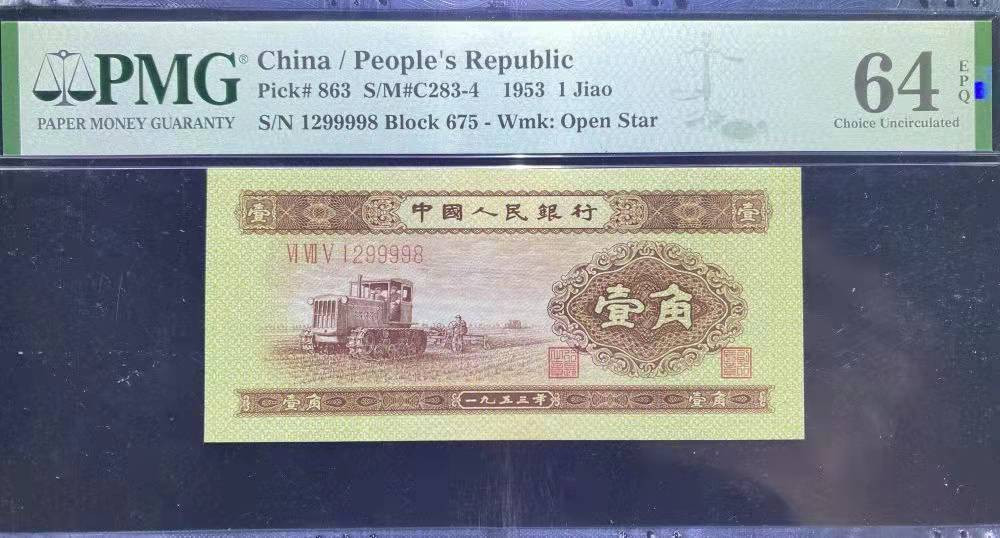 PMG®
PAPER MONEY GUARANTY
China / People's Republic
Pick# 863 S/M#C283-4 1953 1 Jiao
S/N 1299998 Block 675 - Wmk: Open Star
64
EPQ
Choice Uncirculated
壹 中國人民銀行 壹
VI VII V 1299998
壹角
壹角 一九五三年 壹角